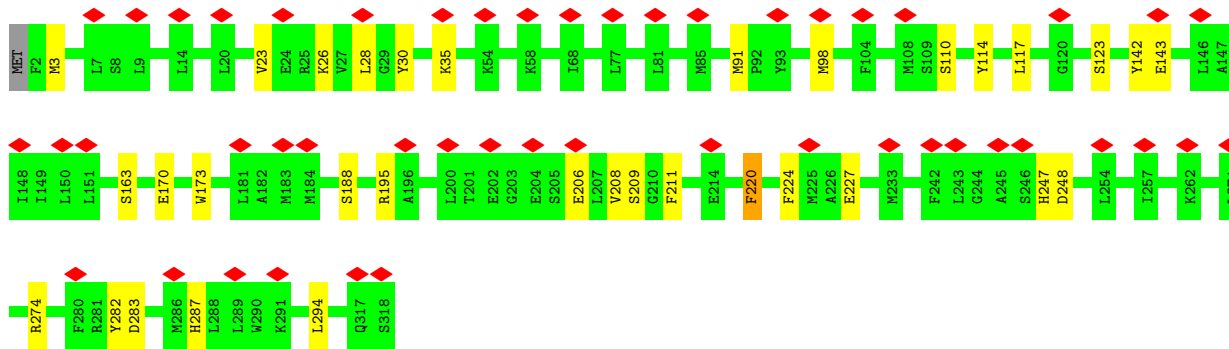 MET F2 M3 L7 S8 L9 L14 L20 V23 E24 R25 K26 V27 L28 G29 Y30 K35 K54 K58 I68 L77 L81 M85 M91 P92 Y93 M98 F104 M108 S109 S110 Y114 L117 G120 S123 Y142 E143 L146 A147
I148 I149 L150 L151 S163 E170 W173 L181 A182 M183 M184 S188 R195 A196 L200 T201 E202 G203 E204 S205 E206 L207 V208 S209 G210 F211 E214 F220 F224 M225 A226 E227 M233 F242 L243 G244 A245 S246 H247 D248 L254 I257 K262
R274 F280 R281 Y282 D283 M286 H287 L288 L289 W290 K291 L294 Q317 S318